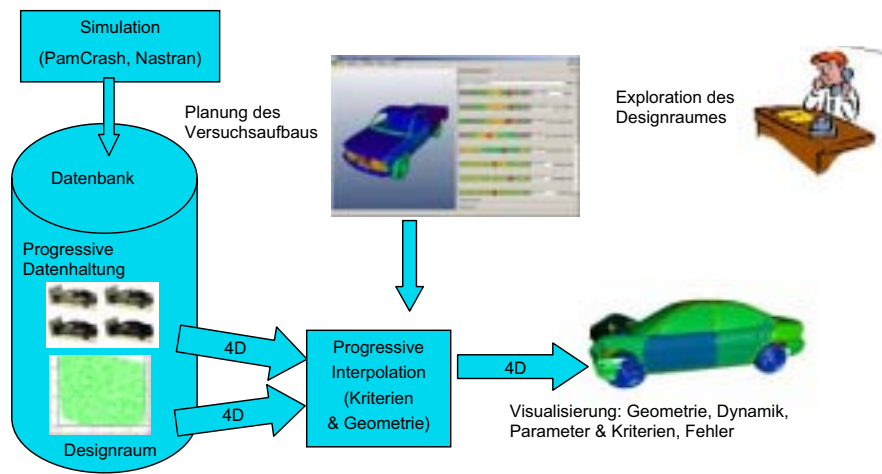 Simulation
(PamCrash, Nastran)
Planung des
Versuchsaufbaus
Exploration des
Designraumes
Datenbank
Progressive
Datenhaltung
4D
Progressive
Interpolation
(Kriterien
& Geometrie)
4D
4D
Designraum
Visualisierung: Geometrie, Dynamik,
Parameter & Kriterien, Fehler